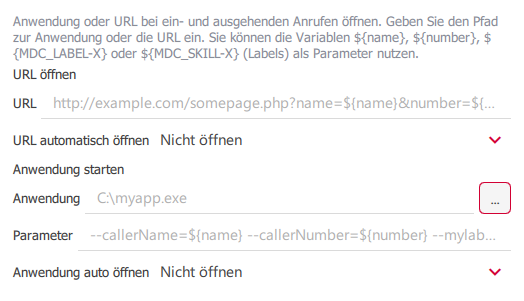 Anwendung oder URL bei ein- und ausgehenden Anrufen öffnen. Geben Sie den Pfad
zur Anwendung oder die URL ein. Sie können die Variablen ${name}, ${number}, $
{MDC_LABEL-X} oder ${MDC_SKILL-X} (Labels) als Parameter nutzen.
URL öffnen
URL http://example.com/somepage.php?name=${name}&number=${...
URL automatisch öffnen Nicht öffnen
Anwendung starten
Anwendung C:\myapp.exe ...
Parameter --callerName=${name} --callerNumber=${number} --mylab...
Anwendung auto öffnen Nicht öffnen